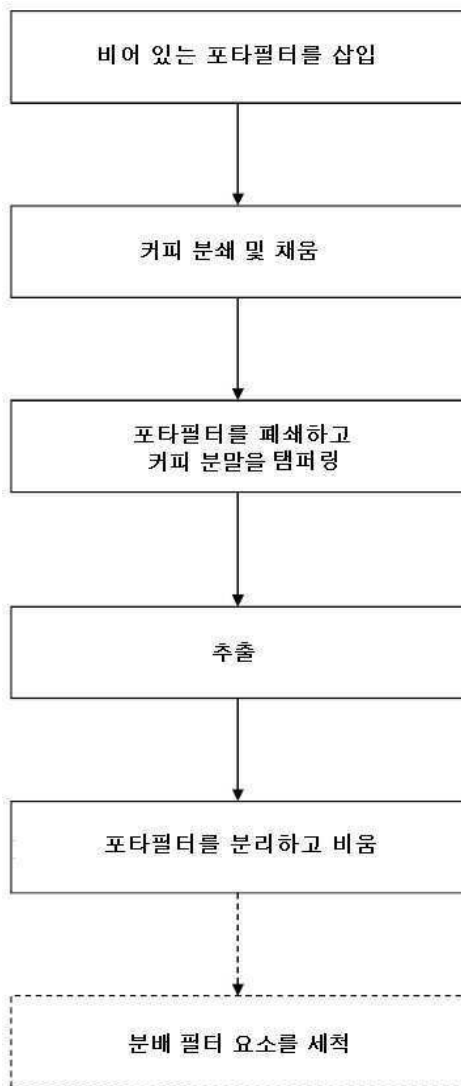 비어 있는 포타필터를 삽입
커피 분쇄 및 채움
포타필터를 폐쇄하고
커피 분말을 탬퍼링
추출
포타필터를 분리하고 비움
분배 필터 요소를 세척